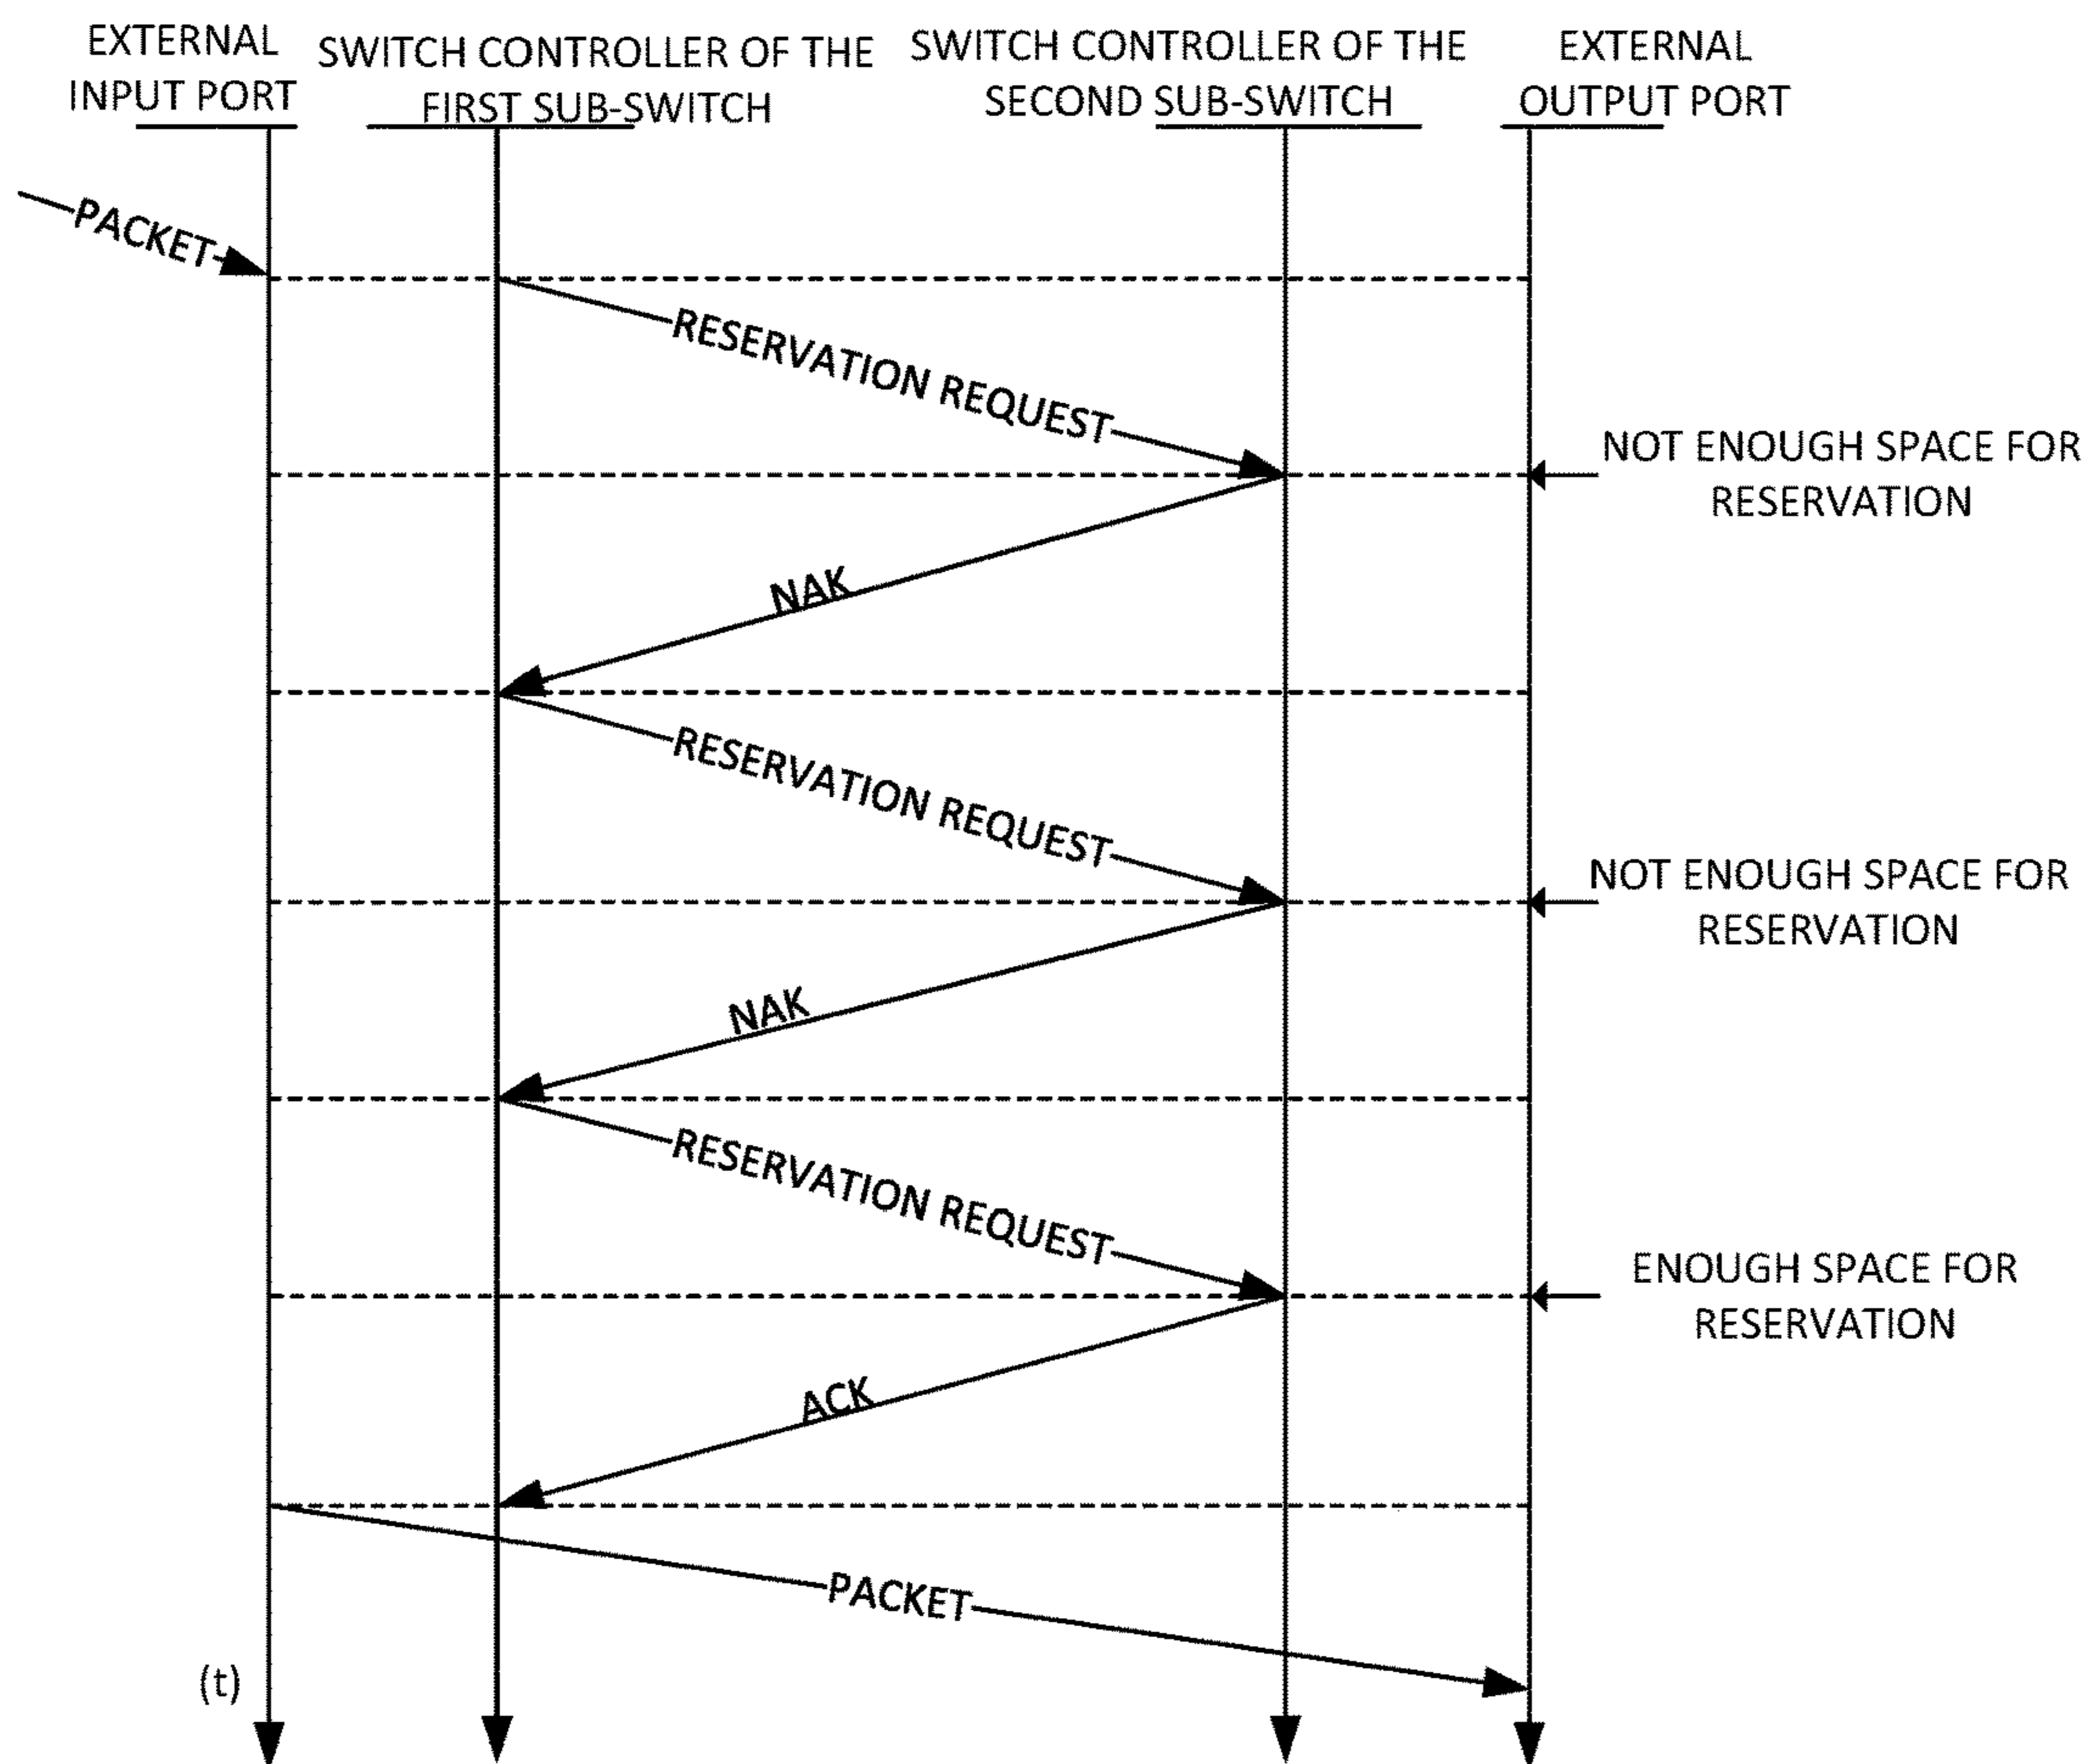 EXTERNAL
INPUT PORT
SWITCH CONTROLLER OF THE
FIRST SUB-SWITCH
SWITCH CONTROLLER OF THE
SECOND SUB-SWITCH
EXTERNAL
OUTPUT PORT
PACKET
RESERVATION REQUEST
NOT ENOUGH SPACE FOR
RESERVATION
NAK
RESERVATION REQUEST
NOT ENOUGH SPACE FOR
RESERVATION
NAK
RESERVATION REQUEST
ENOUGH SPACE FOR
RESERVATION
ACK
PACKET
(t)